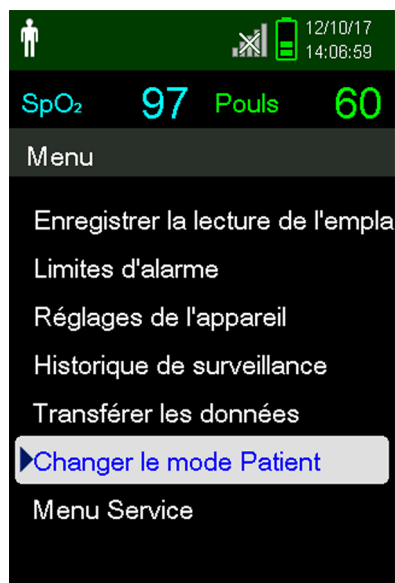 12/10/17
14:06:59
SpO₂ 97 Pouls 60
Menu
Enregistrer la lecture de l'empla
Limites d'alarme
Réglages de l'appareil
Historique de surveillance
Transférer les données
Changer le mode Patient
Menu Service